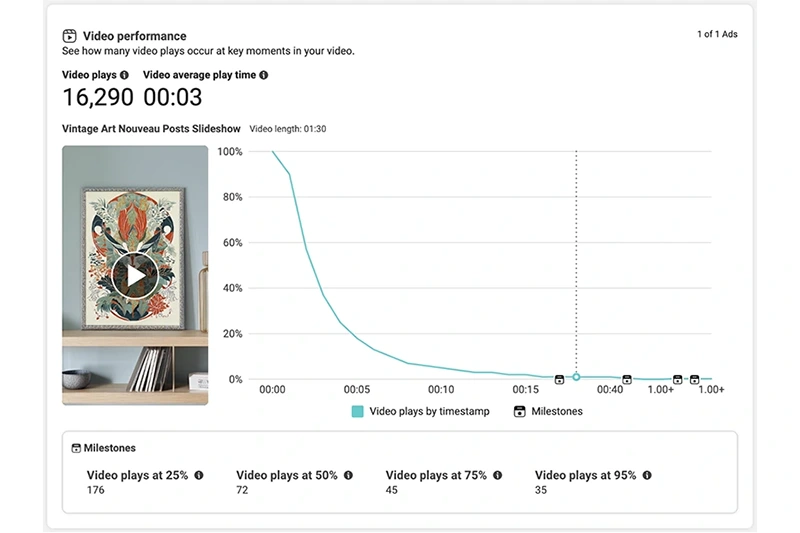 Video performance
1 of 1 Ads
See how many video plays occur at key moments in your video.
Video plays Video average play time
16,290 00:03
Vintage Art Nouveau Posts Slideshow Video length: 01:30
100%
80%
60%
40%
20%
0%
00:00 00:05 00:10 00:15 00:40 1.00+ 1.00+
Video plays by timestamp Milestones
Milestones
Video plays at 25% Video plays at 50% Video plays at 75% Video plays at 95%
176 72 45 35